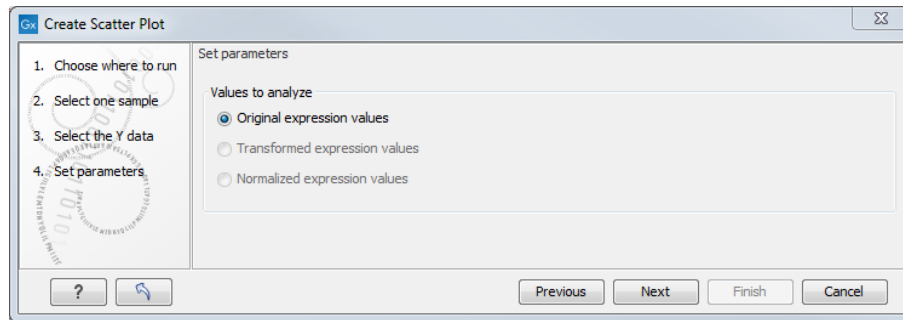 Gx Create Scatter Plot
1. Choose where to run
2. Select one sample
3. Select the Y data
4. Set parameters
Set parameters
Values to analyze
Original expression values
Transformed expression values
Normalized expression values
?
Previous
Next
Finish
Cancel